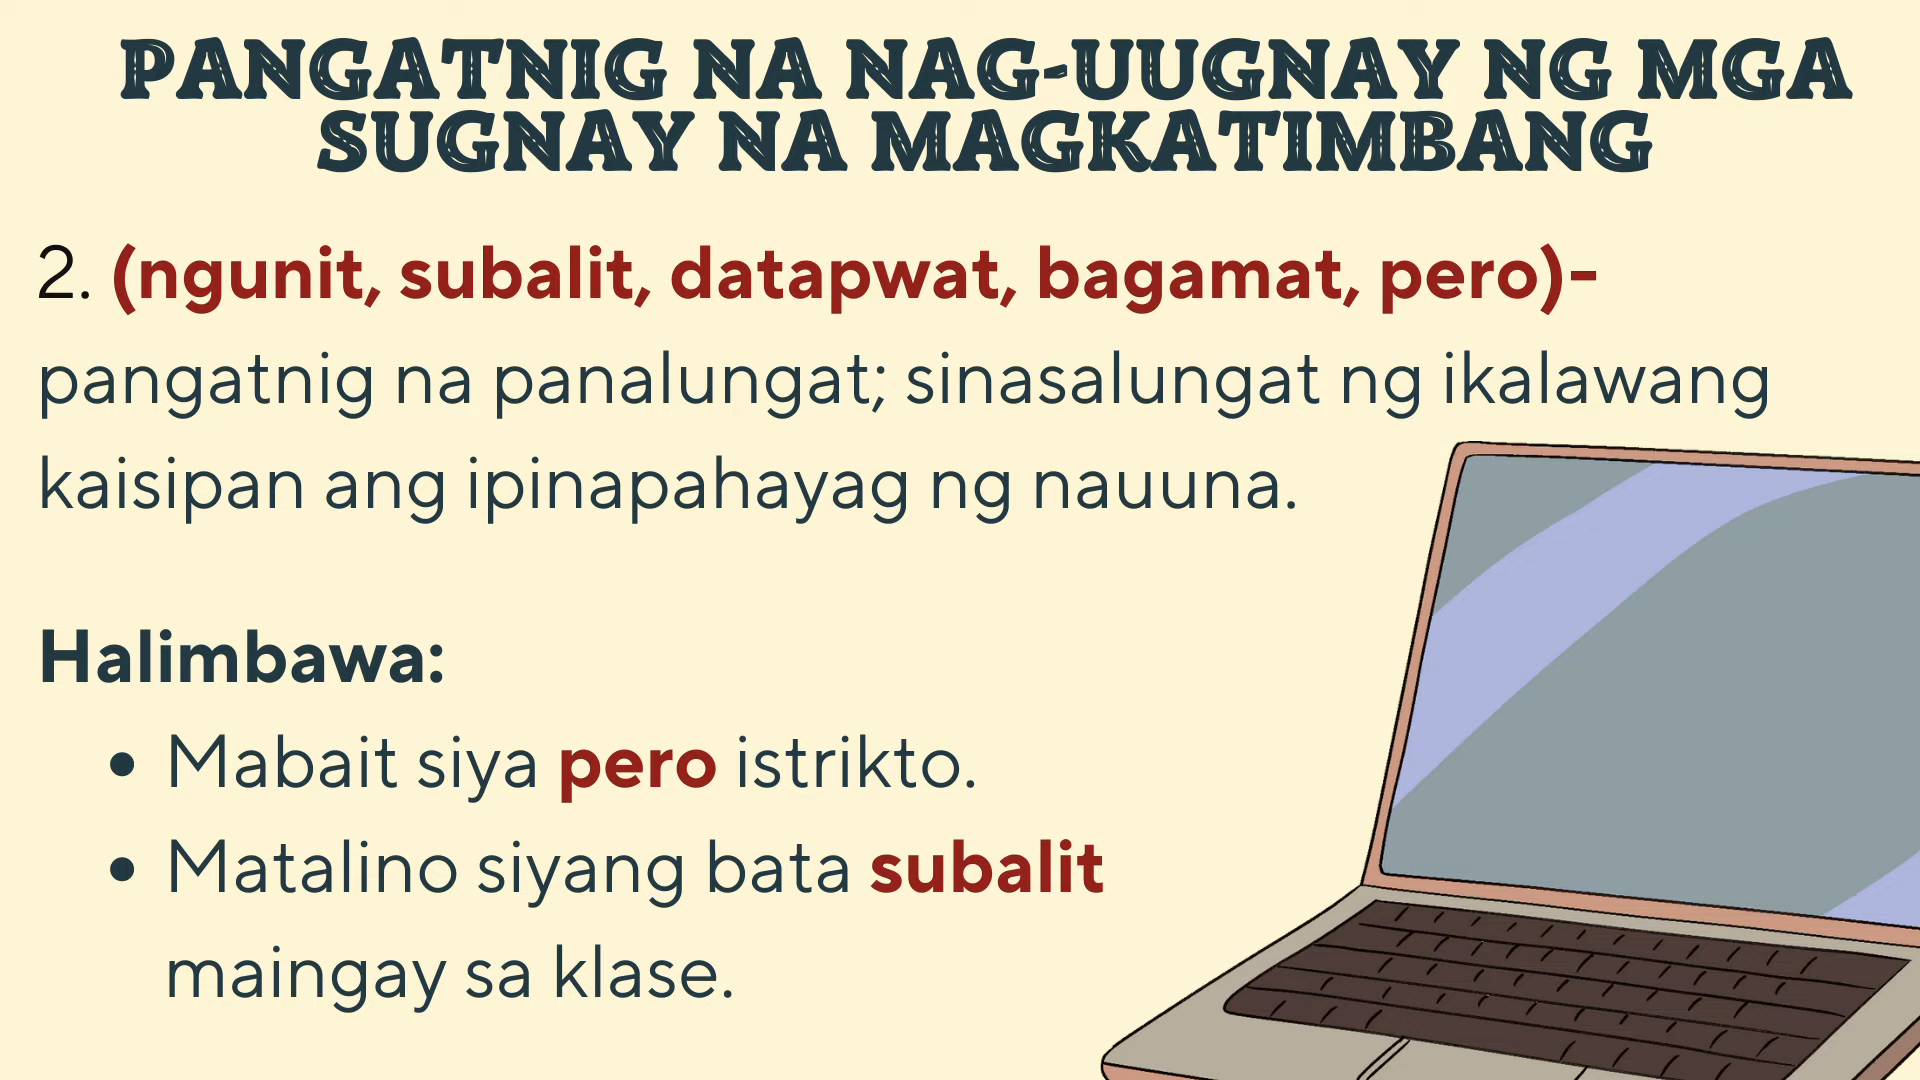 PANGATNIG NA NAG-UUGNAY NG MGA
SUGNAY NA MAGKATIMBANG
2. (ngunit, subalit, datapwat, bagamat, pero)-
pangatnig na panalungat; sinasalungat ng ikalawang
kaisipan ang ipinapahayag ng nauuna.
Halimbawa:
• Mabait siya pero istrikto.
• Matalino siyang bata subalit
maingay sa klase.